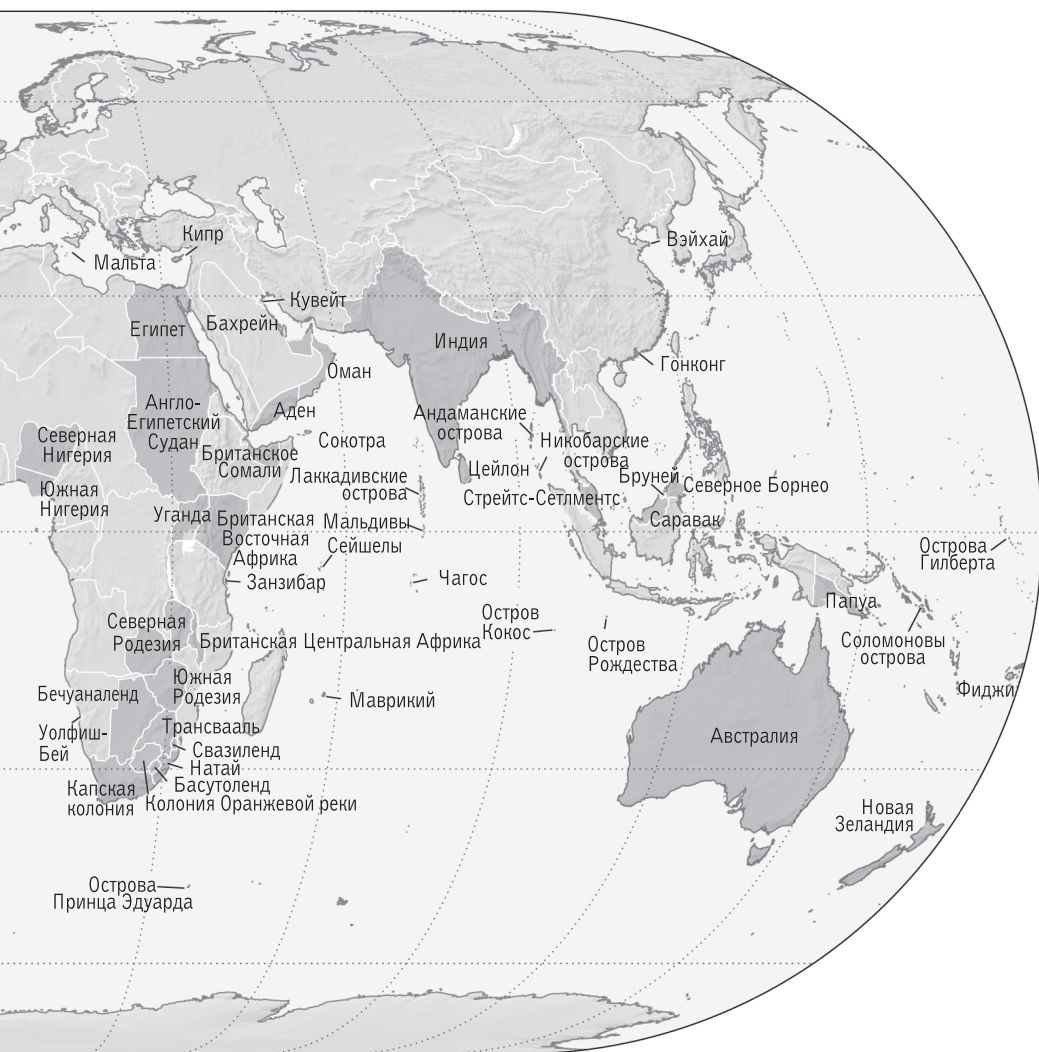 Кипр
Мальта
Вэйхай
Кувейт
Египет
Бахрейн
Индия
Гонконг
Оман
Англо-
Египетский
Судан
Аден
Андаманские
острова
Северная
Нигерия
Сокотра
Никобарские
острова
Британское
Сомали
Лаккадивские
острова
Цейлон
Бруней
Северное Борнео
Стрейтс-Сетлментс
Южная
Нигерия
Уганда
Британская
Восточная
Африка
Мальдивы
Саравак
Сейшелы
Острова
Гилберта
Занзибар
Чагос
Папуа
Остров
Кокос
Северная
Родезия
Британская Центральная Африка
Остров
Рождества
Соломоновы
острова
Южная
Родезия
Бечуаналенд
Маврикий
Фиджи
Уолфиш-
Бей
Трансвааль
Австралия
Свазиленд
Натай
Басутоленд
Капская
колония
Колония Оранжевой реки
Новая
Зеландия
Острова
Принца Эдуарда